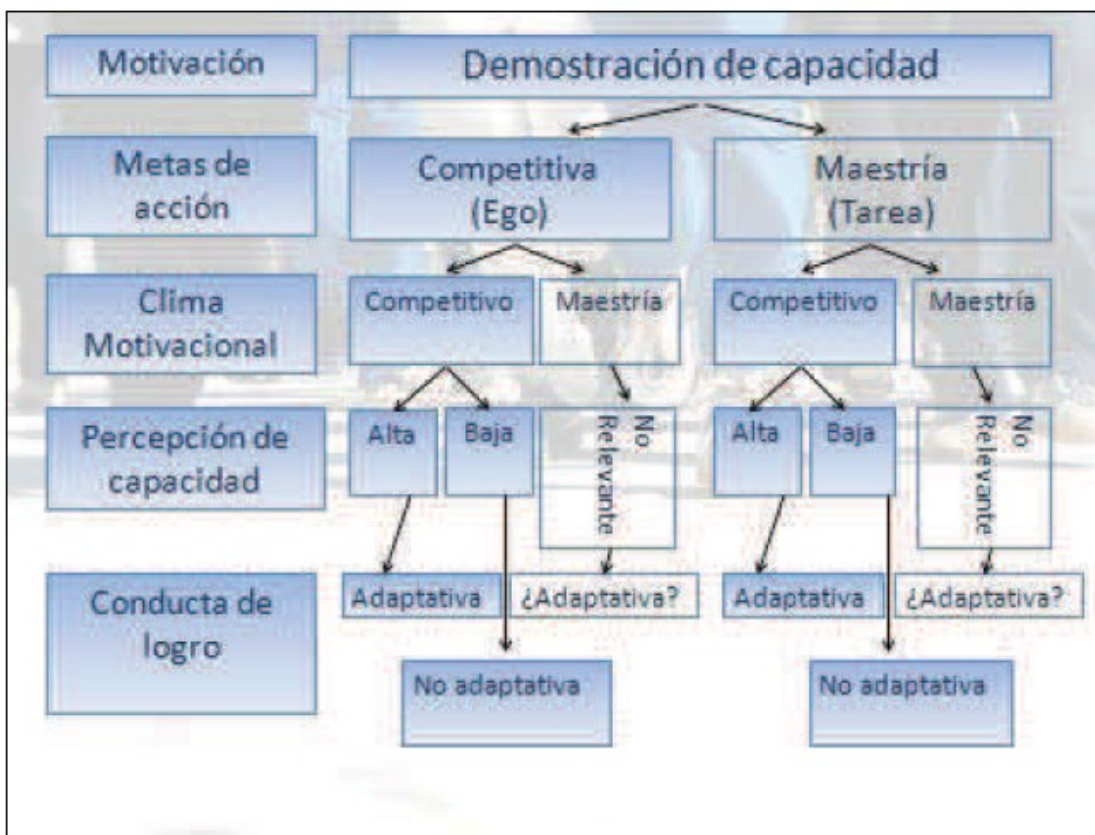 Motivación
Demostración de capacidad
Metas de
acción
Competitiva
(Ego)
Maestría
(Tarea)
Clima
Motivacional
Competitivo
Maestría
Competitivo
Maestría
Percepción de
capacidad
Alta
Baja
No
Relevante
Alta
Baja
No
Relevante
Conducta de
logro
Adaptativa
¿Adaptativa?
Adaptativa
¿Adaptativa?
No adaptativa
No adaptativa